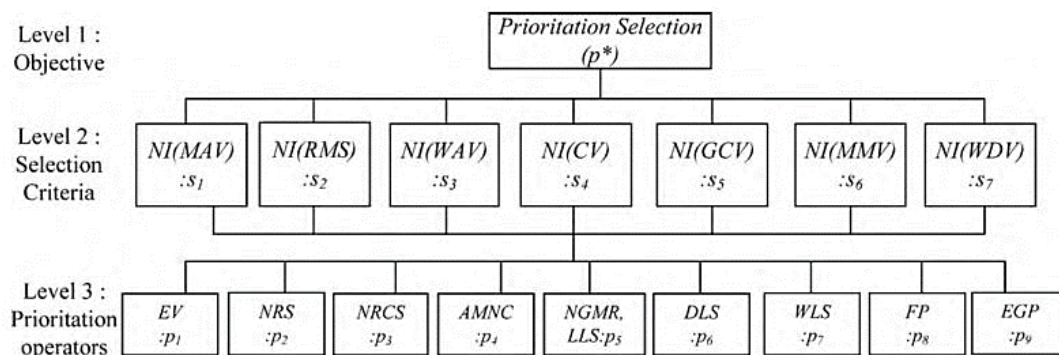 Level 1 :
Objective
Prioritation Selection
(p*)
Level 2 :
Selection
Criteria
NI(MAV)
:s₁
NI(RMS)
:s₂
NI(WAV)
:s₃
NI(CV)
:s₄
NI(GCV)
:s₅
NI(MMV)
:s₆
NI(WDV)
:s₇
Level 3 :
Prioritation
operators
EV
:p₁
NRS
:p₂
NRCS
:p₃
AMNC
:p₄
NGMR,
LLS:p₅
DLS
:p₆
WLS
:p₇
FP
:p₈
EGP
:p₉